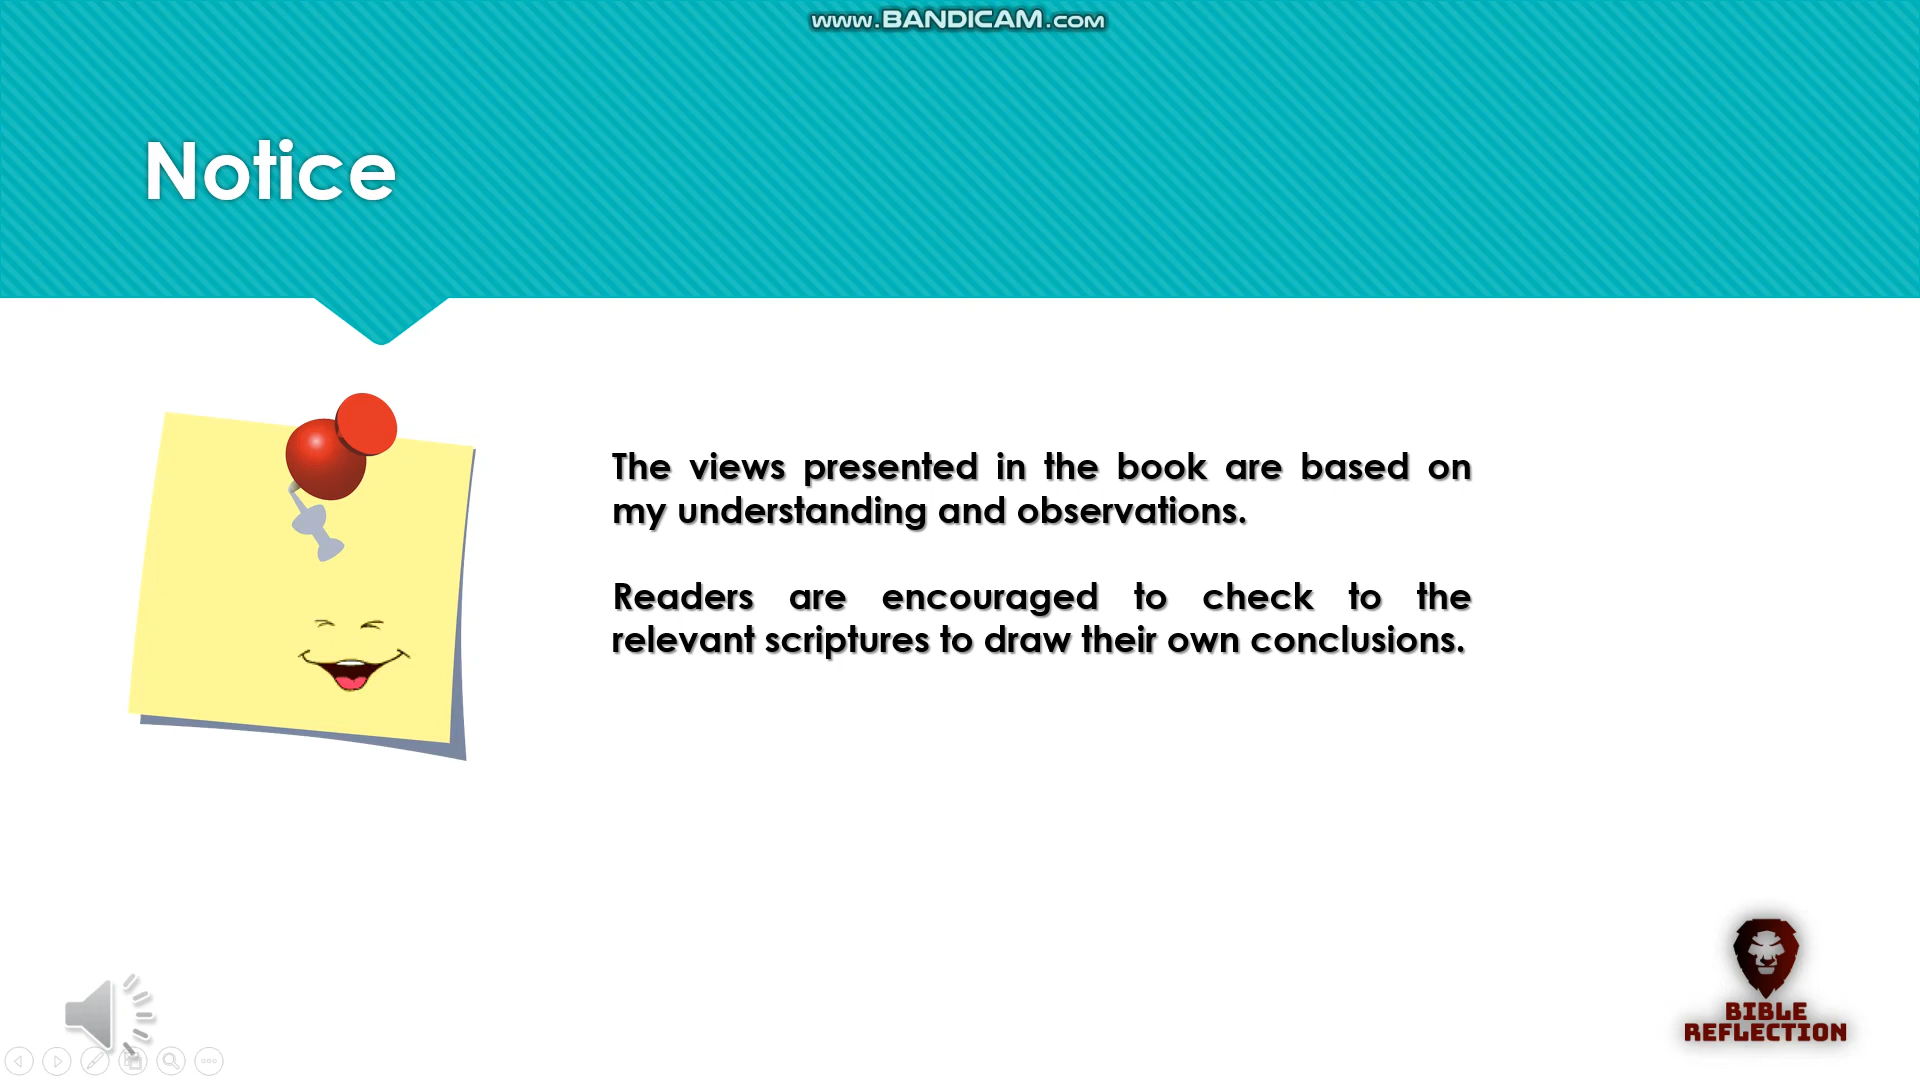 www.BANDICAM.com
Notice
The views presented in the book are based on
my understanding and observations.
Readers are encouraged to check to the
relevant scriptures to draw their own conclusions.
BIBLE
REFLECTION